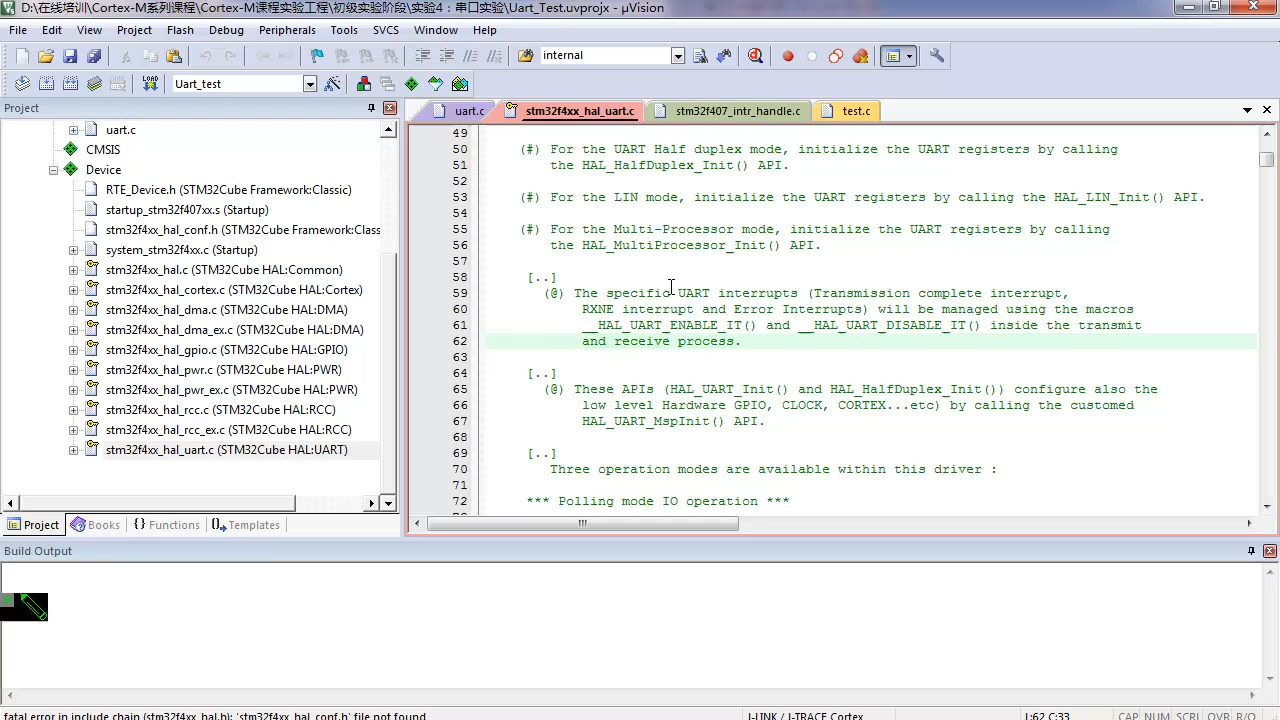 D:\在线培训\Cortex-M系列课程\Cortex-M课程实验工程\初级实验阶段\实验4：串口实验\Uart_Test.uvprojx - µVision
File Edit View Project Flash Debug Peripherals Tools SVCS Window Help
internal
LOAD Uart_test
Project
uart.c
CMSIS
Device
RTE_Device.h (STM32Cube Framework:Classic)
startup_stm32f407xx.s (Startup)
stm32f4xx_hal_conf.h (STM32Cube Framework:Class
system_stm32f4xx.c (Startup)
stm32f4xx_hal.c (STM32Cube HAL:Common)
stm32f4xx_hal_cortex.c (STM32Cube HAL:Cortex)
stm32f4xx_hal_dma.c (STM32Cube HAL:DMA)
stm32f4xx_hal_dma_ex.c (STM32Cube HAL:DMA)
stm32f4xx_hal_gpio.c (STM32Cube HAL:GPIO)
stm32f4xx_hal_pwr.c (STM32Cube HAL:PWR)
stm32f4xx_hal_pwr_ex.c (STM32Cube HAL:PWR)
stm32f4xx_hal_rcc.c (STM32Cube HAL:RCC)
stm32f4xx_hal_rcc_ex.c (STM32Cube HAL:RCC)
stm32f4xx_hal_uart.c (STM32Cube HAL:UART)
Project Books {} Functions Templates
uart.c stm32f4xx_hal_uart.c stm32f407_intr_handle.c test.c
49
50 (#) For the UART Half duplex mode, initialize the UART registers by calling
51 the HAL_HalfDuplex_Init() API.
52
53 (#) For the LIN mode, initialize the UART registers by calling the HAL_LIN_Init() API.
54
55 (#) For the Multi-Processor mode, initialize the UART registers by calling
56 the HAL_MultiProcessor_Init() API.
57
58 [..]
59 (@) The specific UART interrupts (Transmission complete interrupt,
60 RXNE interrupt and Error Interrupts) will be managed using the macros
61 __HAL_UART_ENABLE_IT() and __HAL_UART_DISABLE_IT() inside the transmit
62 and receive process.
63
64 [..]
65 (@) These APIs (HAL_UART_Init() and HAL_HalfDuplex_Init()) configure also the
66 low level Hardware GPIO, CLOCK, CORTEX...etc) by calling the customed
67 HAL_UART_MspInit() API.
68
69 [..]
70 Three operation modes are available within this driver :
71
72 *** Polling mode IO operation ***
Build Output
fatal error in include chain (stm32f4xx_hal.h): 'stm32f4xx_hal_conf.h' file not found
J-LINK / J-TRACE Cortex L:62 C:33 CAP NUM SCRL OVR R/O